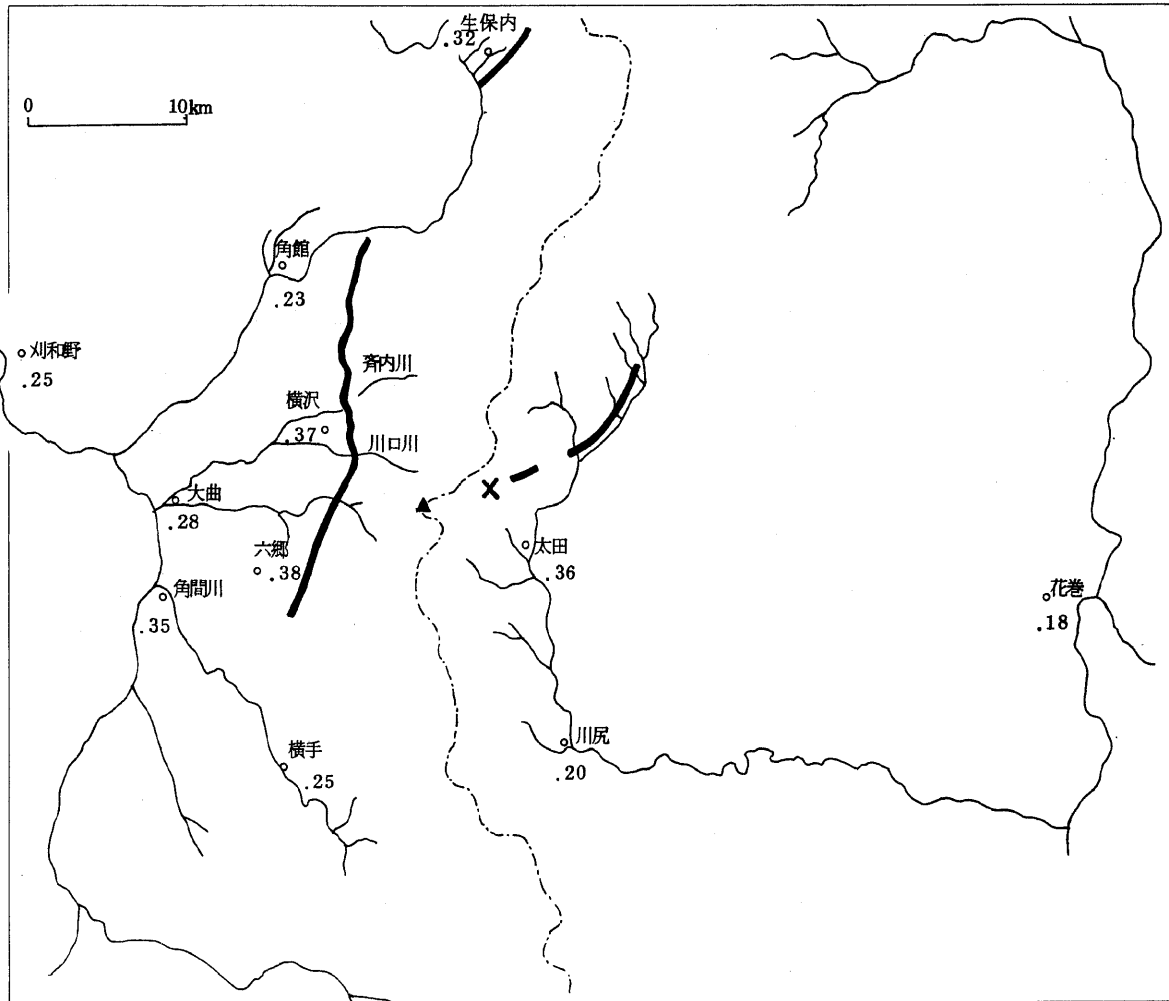 生保内
.32
0 10km
角館
.23
刈和野
.25
斉内川
横沢
.37
川口川
大曲
.28
太田
.36
六郷
.38
角間川
.35
花巻
.18
川尻
.20
横手
.25